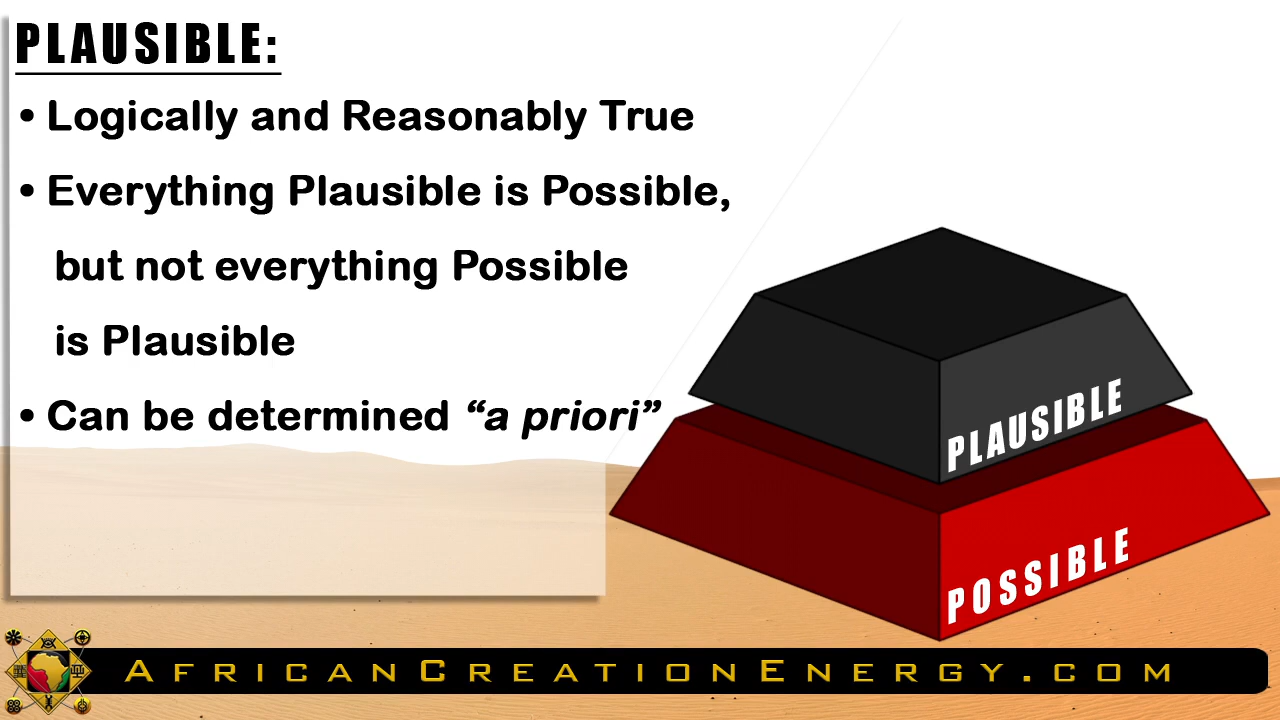 PLAUSIBLE:
• Logically and Reasonably True
• Everything Plausible is Possible,
but not everything Possible
is Plausible
• Can be determined “a priori”
PLAUSIBLE
POSSIBLE
AFRICANCREATIONENERGY.COM